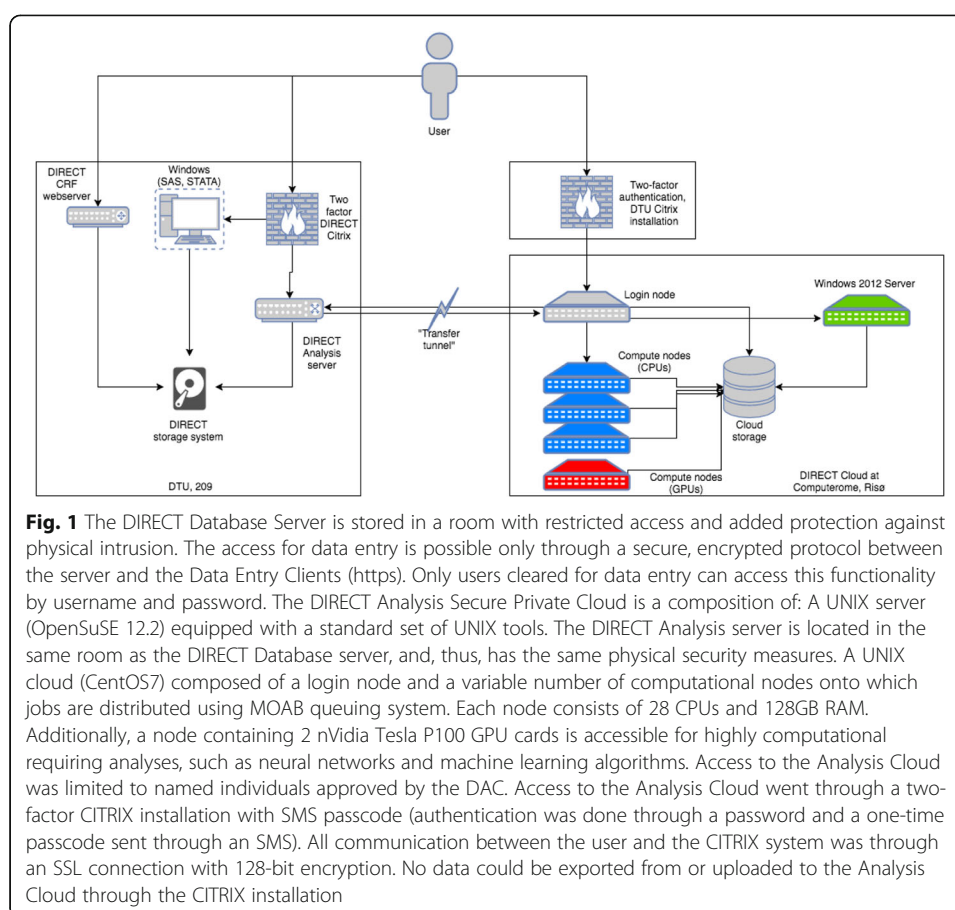 User
DIRECT
CRF
webserver
Windows
(SAS, STATA)
Two
factor
DIRECT
Citrix
Two-factor
authentication,
DTU Citrix
installation
Login node
Windows 2012 Server
"Transfer
tunnel"
DIRECT
Analysis
server
Compute nodes
(CPUs)
DIRECT
storage system
Cloud
storage
Compute nodes
(GPUs)
DTU, 209
DIRECT Cloud at
Computerome, Risø
Fig. 1 The DIRECT Database Server is stored in a room with restricted access and added protection against
physical intrusion. The access for data entry is possible only through a secure, encrypted protocol between
the server and the Data Entry Clients (https). Only users cleared for data entry can access this functionality
by username and password. The DIRECT Analysis Secure Private Cloud is a composition of: A UNIX server
(OpenSuSE 12.2) equipped with a standard set of UNIX tools. The DIRECT Analysis server is located in the
same room as the DIRECT Database server, and, thus, has the same physical security measures. A UNIX
cloud (CentOS7) composed of a login node and a variable number of computational nodes onto which
jobs are distributed using MOAB queuing system. Each node consists of 28 CPUs and 128GB RAM.
Additionally, a node containing 2 nVidia Tesla P100 GPU cards is accessible for highly computational
requiring analyses, such as neural networks and machine learning algorithms. Access to the Analysis Cloud
was limited to named individuals approved by the DAC. Access to the Analysis Cloud went through a two-
factor CITRIX installation with SMS passcode (authentication was done through a password and a one-time
passcode sent through an SMS). All communication between the user and the CITRIX system was through
an SSL connection with 128-bit encryption. No data could be exported from or uploaded to the Analysis
Cloud through the CITRIX installation